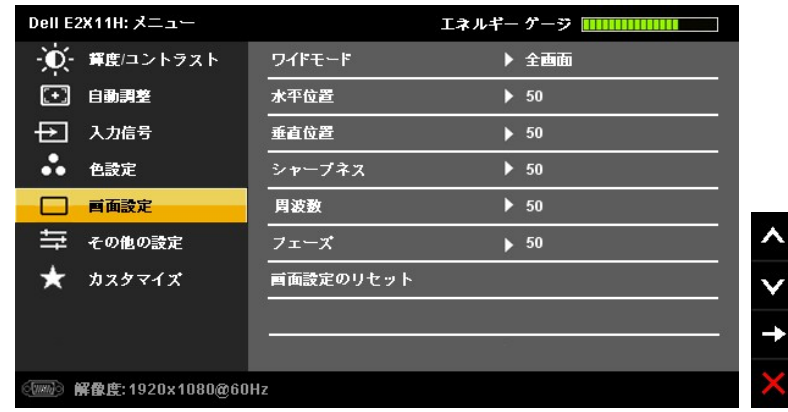 Dell E2X11H: メニュー
エネルギー ゲージ
輝度/コントラスト
自動調整
入力信号
色設定
画面設定
その他の設定
カスタマイズ
ワイドモード 全画面
水平位置 50
垂直位置 50
シャープネス 50
周波数 50
フェーズ 50
画面設定のリセット
解像度: 1920x1080@60Hz